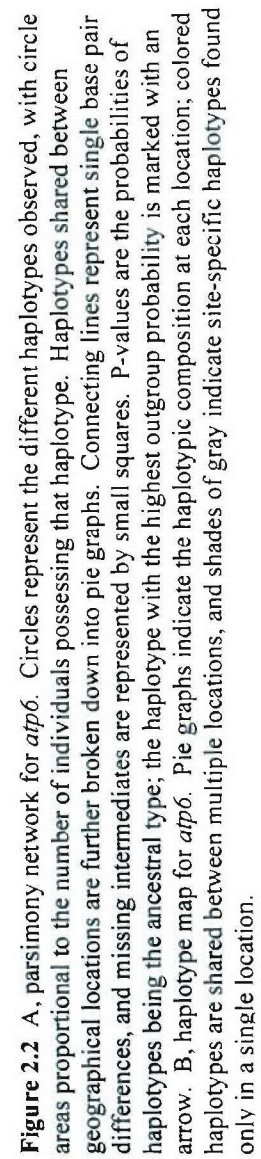 Figure 2.2 A, parsimony network for atp6. Circles represent the different haplotypes observed, with circle
areas proportional to the number of individuals possessing that haplotype. Haplotypes shared between
geographical locations are further broken down into pie graphs. Connecting lines represent single base pair
differences, and missing intermediates are represented by small squares. P-values are the probabilities of
haplotypes being the ancestral type; the haplotype with the highest outgroup probability is marked with an
arrow. B, haplotype map for atp6. Pie graphs indicate the haplotypic composition at each location; colored
haplotypes are shared between multiple locations, and shades of gray indicate site-specific haplotypes found
only in a single location.